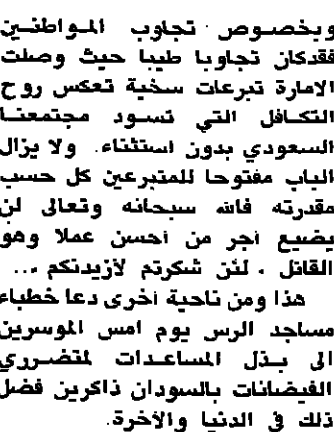 وبخصوص تجاوب المواطنين
فقدكان تجاوبا طيبا حيث وصلت
الامارة تبرعات سخية تعكس روح
التكافل التي تسود مجتمعنا
السعودي بدون استثناء. ولا يزال
الباب مفتوحا للمتبرعين كل حسب
مقدرته فالله سبحانه وتعالى لن
يضيع أجر من أحسن عملا وهو
القائل « لئن شكرتم لأزيدنكم »...
هذا ومن ناحية أخرى دعا خطباء
مساجد الرس يوم امس الموسرين
الى بذل المساعدات لمتضرري
الفيضانات بالسودان ذاكرين فضل
ذلك في الدنيا والآخرة.